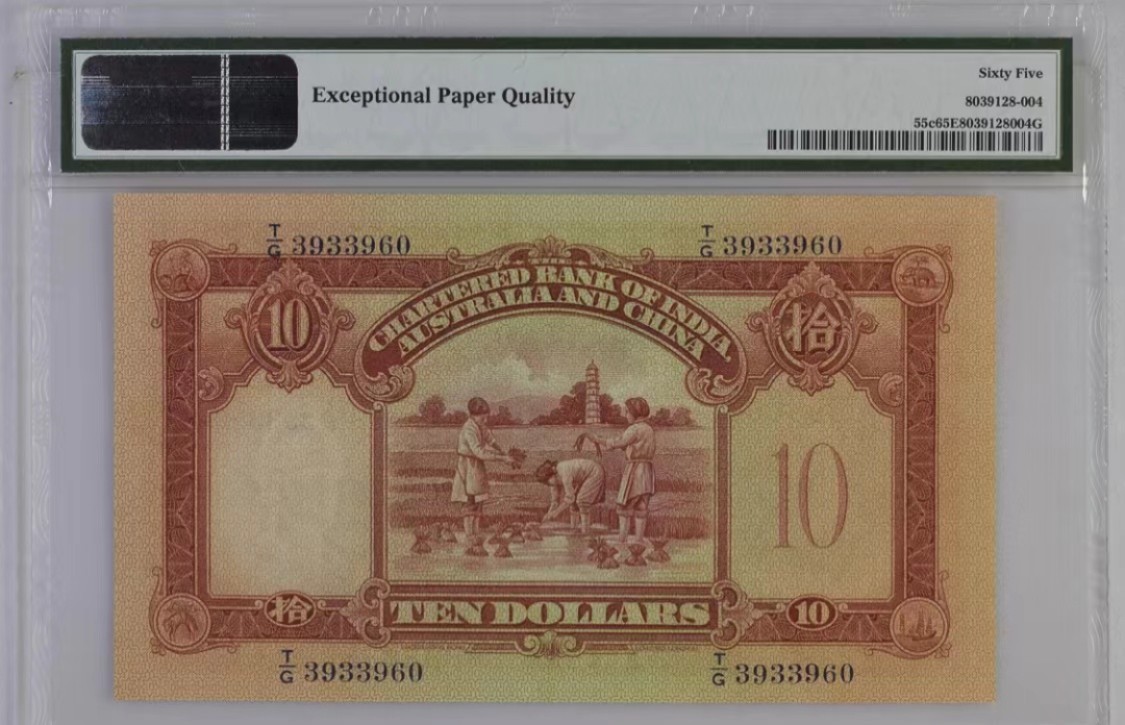 Exceptional Paper Quality
Sixty Five
8039128-004
55c65E8039128004G
T/G 3933960
T/G 3933960
THE
CHARTERED BANK OF INDIA,
AUSTRALIA AND CHINA
10
拾
10
拾
TEN DOLLARS
10
T/G 3933960
T/G 3933960